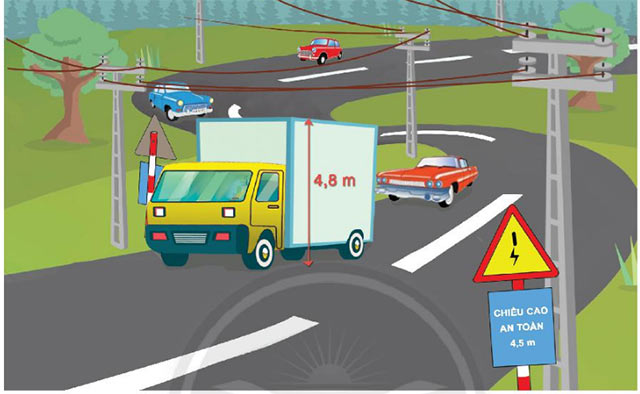 4,8 m
CHIỀU CAO
AN TOÀN
4,5 m